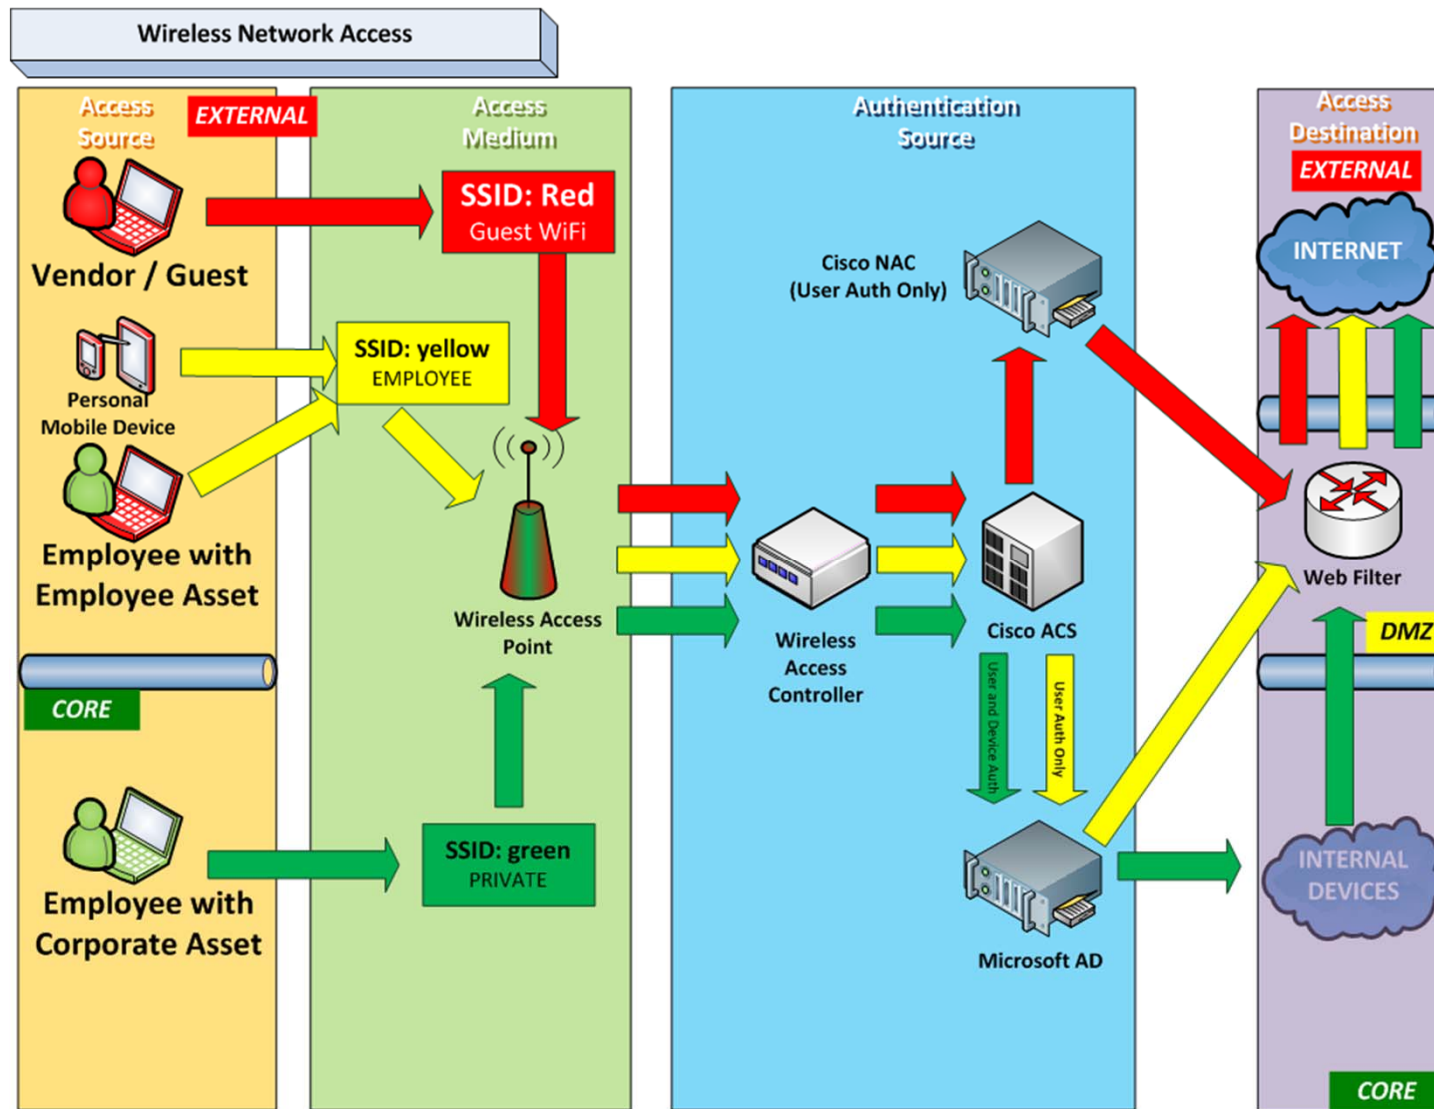 Wireless Network Access
Access
Source
EXTERNAL
Access
Medium
Authentication
Source
Access
Destination
EXTERNAL
SSID: Red
Guest WiFi
Vendor / Guest
Cisco NAC
(User Auth Only)
INTERNET
SSID: yellow
EMPLOYEE
Personal
Mobile Device
Employee with
Employee Asset
Wireless Access
Point
Wireless
Access
Controller
Cisco ACS
Web Filter
DMZ
User and Device Auth
User Auth Only
CORE
SSID: green
PRIVATE
Employee with
Corporate Asset
Microsoft AD
INTERNAL
DEVICES
CORE